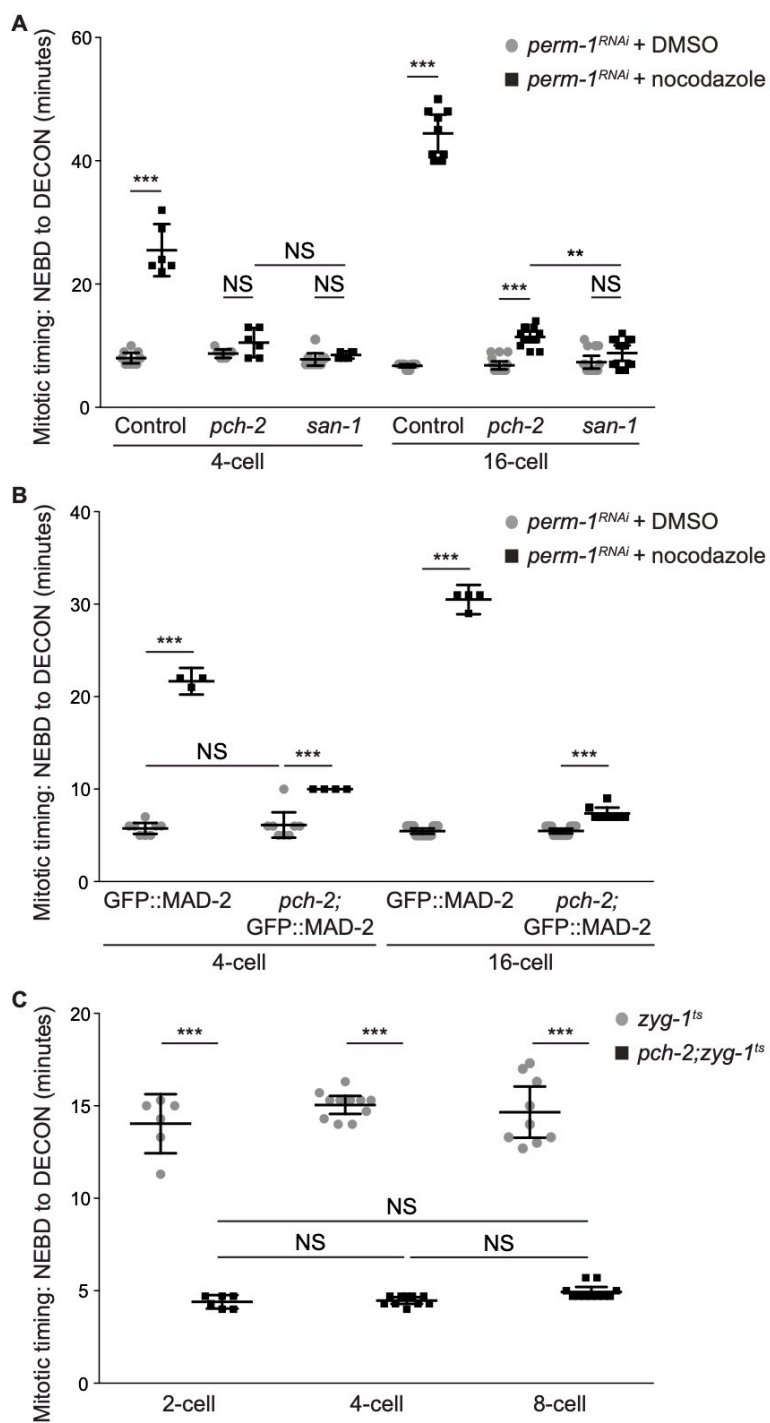 A
Mitotic timing: NEBD to DECON (minutes)
60
40
20
0
perm-1RNAi + DMSO
perm-1RNAi + nocodazole
***
***
NS
NS
NS
***
**
NS
Control pch-2 san-1 Control pch-2 san-1
4-cell 16-cell
B
Mitotic timing: NEBD to DECON (minutes)
40
30
20
10
0
perm-1RNAi + DMSO
perm-1RNAi + nocodazole
***
***
NS
***
***
GFP::MAD-2 pch-2; GFP::MAD-2 pch-2;
GFP::MAD-2 GFP::MAD-2
4-cell 16-cell
C
Mitotic timing: NEBD to DECON (minutes)
20
15
10
5
0
zyg-1ts
pch-2;zyg-1ts
*** *** ***
NS
NS NS
2-cell 4-cell 8-cell